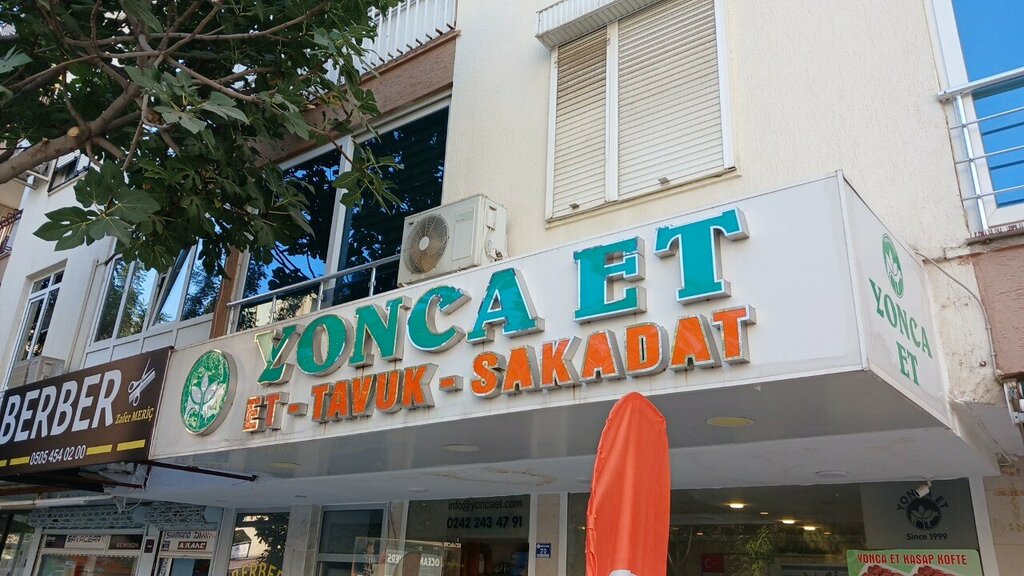 YONCA ET
ET - TAVUK - SAKADAT
YONCA
ET
BERBER
Zafer MERİÇ
0505 454 02 00
info@yoncaet.com
0242 243 47 91
YONCA ET
Since 1999
YONCA ET KASAP KÖFTE